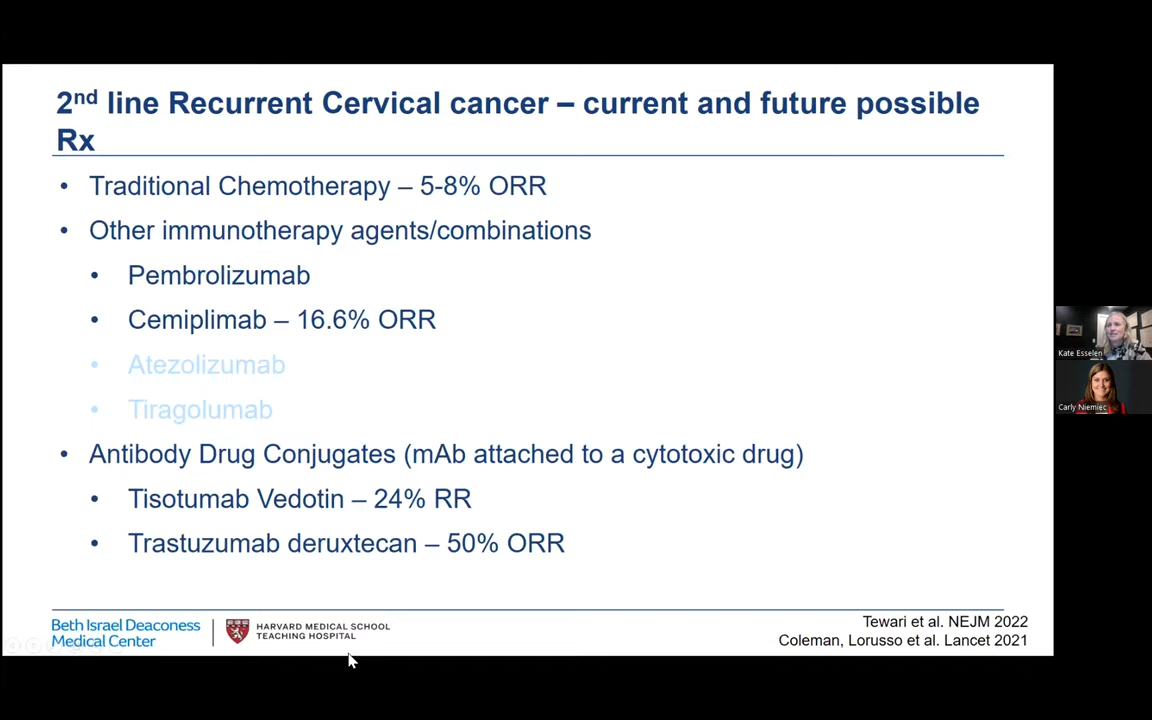 2nd line Recurrent Cervical cancer – current and future possible
Rx
• Traditional Chemotherapy – 5-8% ORR
• Other immunotherapy agents/combinations
• Pembrolizumab
• Cemiplimab – 16.6% ORR
• Atezolizumab
• Tiragolumab
• Antibody Drug Conjugates (mAb attached to a cytotoxic drug)
• Tisotumab Vedotin – 24% RR
• Trastuzumab deruxtecan – 50% ORR
Beth Israel Deaconess
Medical Center
HARVARD MEDICAL SCHOOL
TEACHING HOSPITAL
Tewari et al. NEJM 2022
Coleman, Lorusso et al. Lancet 2021
Kate Esselen
Carly Niemiec